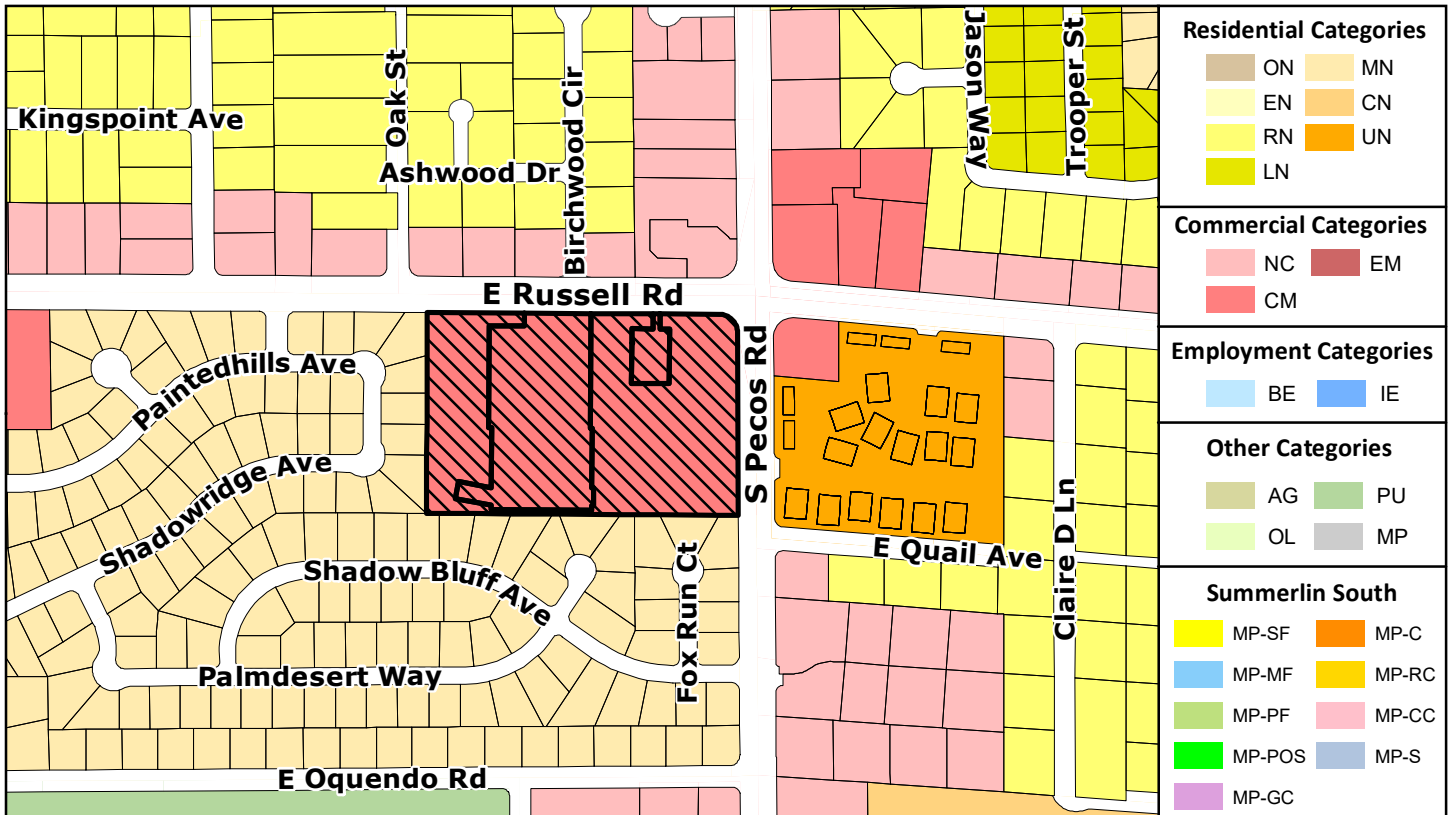 Kingspoint Ave
Oak St
Ashwood Dr
Birchwood Cir
Jason Way
Trooper St
E Russell Rd
S Pecos Rd
Paintedhills Ave
Shadowridge Ave
Shadow Bluff Ave
Fox Run Ct
Palmdesert Way
E Quail Ave
Claire D Ln
E Oquendo Rd
Residential Categories
ON MN
EN CN
RN UN
LN
Commercial Categories
NC EM
CM
Employment Categories
BE IE
Other Categories
AG PU
OL MP
Summerlin South
MP-SF MP-C
MP-MF MP-RC
MP-PF MP-CC
MP-POS MP-S
MP-GC